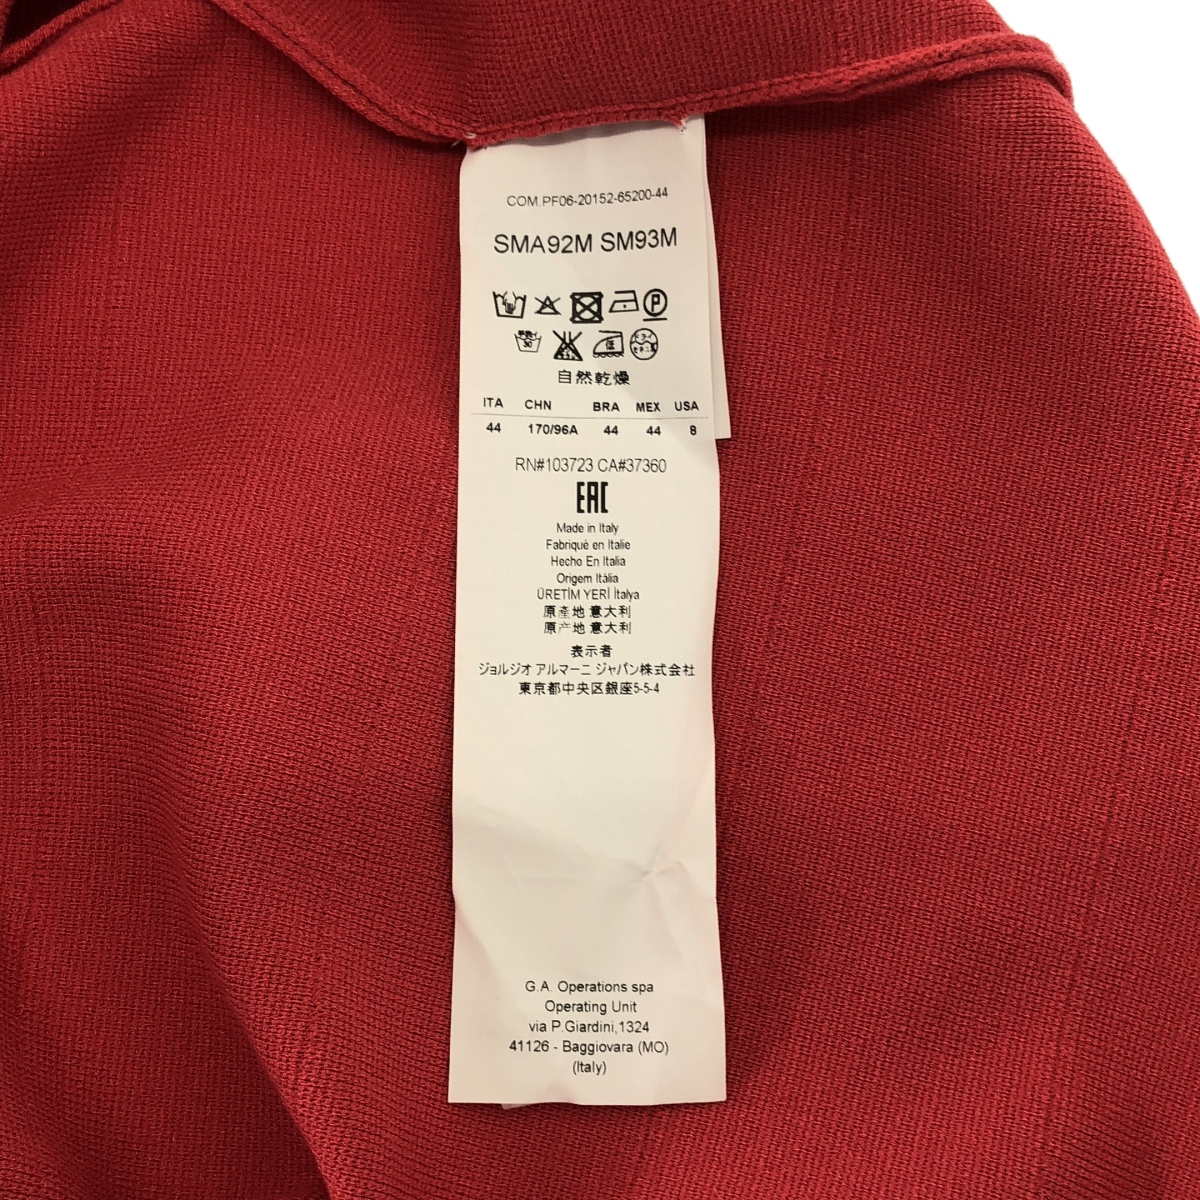 COM.PF06-20152-65200-44
SMA92M SM93M
P
30
自然乾燥
ITA CHN BRA MEX USA
44 170/96A 44 44 8
RN#103723 CA#37360
EAC
Made in Italy
Fabriqué en Italie
Hecho En Italia
Origem Itália
ÜRETİM YERİ İtalya
原產地 意大利
原产地 意大利
表示者
ジョルジオ アルマーニ ジャパン株式会社
東京都中央区銀座5-5-4
G.A. Operations spa
Operating Unit
via P.Giardini,1324
41126 - Baggiovara (MO)
(Italy)